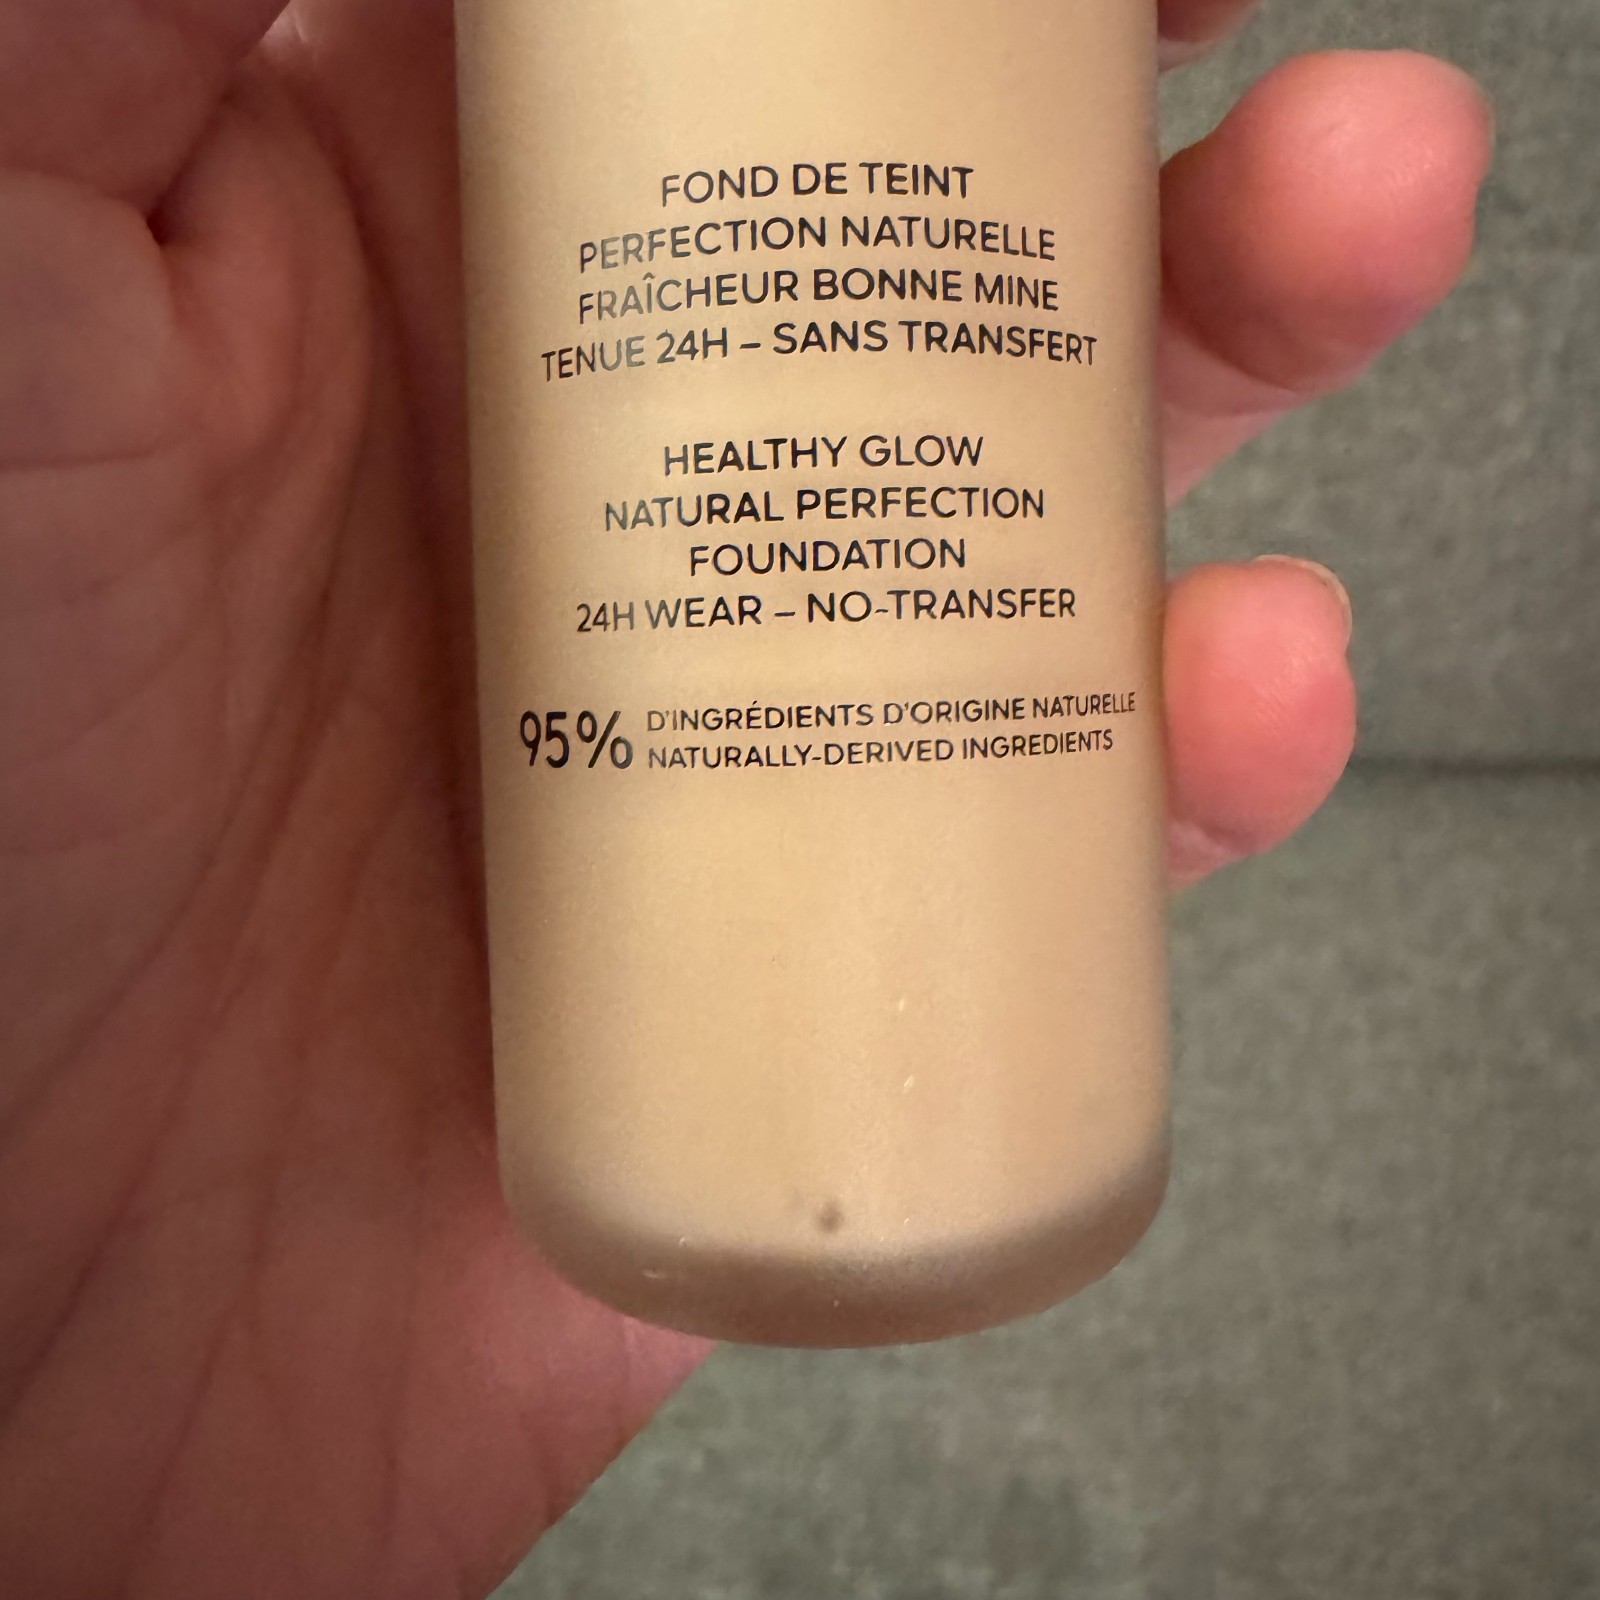 FOND DE TEINT
PERFECTION NATURELLE
FRAÎCHEUR BONNE MINE
TENUE 24H – SANS TRANSFERT
HEALTHY GLOW
NATURAL PERFECTION
FOUNDATION
24H WEAR – NO-TRANSFER
95% D'INGRÉDIENTS D'ORIGINE NATURELLE
NATURALLY-DERIVED INGREDIENTS